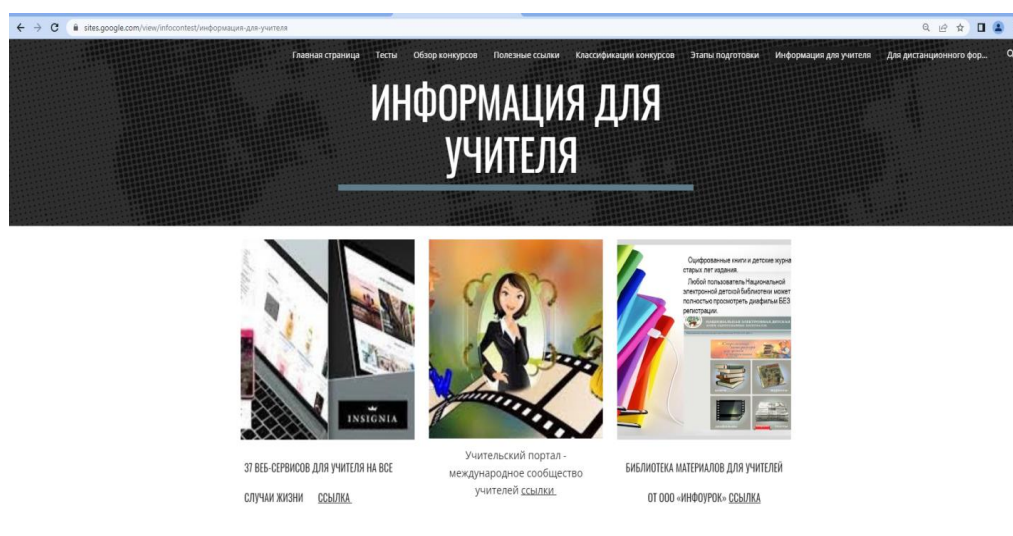 sites.google.com/view/infocontest/информация-для-учителя
Главная страница Тесты Обзор конкурсов Полезные ссылки Классификации конкурсов Этапы подготовки Информация для учителя Для дистанционного фор...
ИНФОРМАЦИЯ ДЛЯ
УЧИТЕЛЯ
INSIGNIA
Оцифрованные книги и детские журна
старых лет издания.
Любой пользователь Национальной
электронной детской библиотеки может
полностью просмотреть диафильм БЕЗ
регистрации.
37 ВЕБ-СЕРВИСОВ ДЛЯ УЧИТЕЛЯ НА ВСЕ
СЛУЧАИ ЖИЗНИ ССЫЛКА
Учительский портал -
международное сообщество
учителей ссылки
БИБЛИОТЕКА МАТЕРИАЛОВ ДЛЯ УЧИТЕЛЕЙ
ОТ ООО «ИНФОУРОК» ССЫЛКА